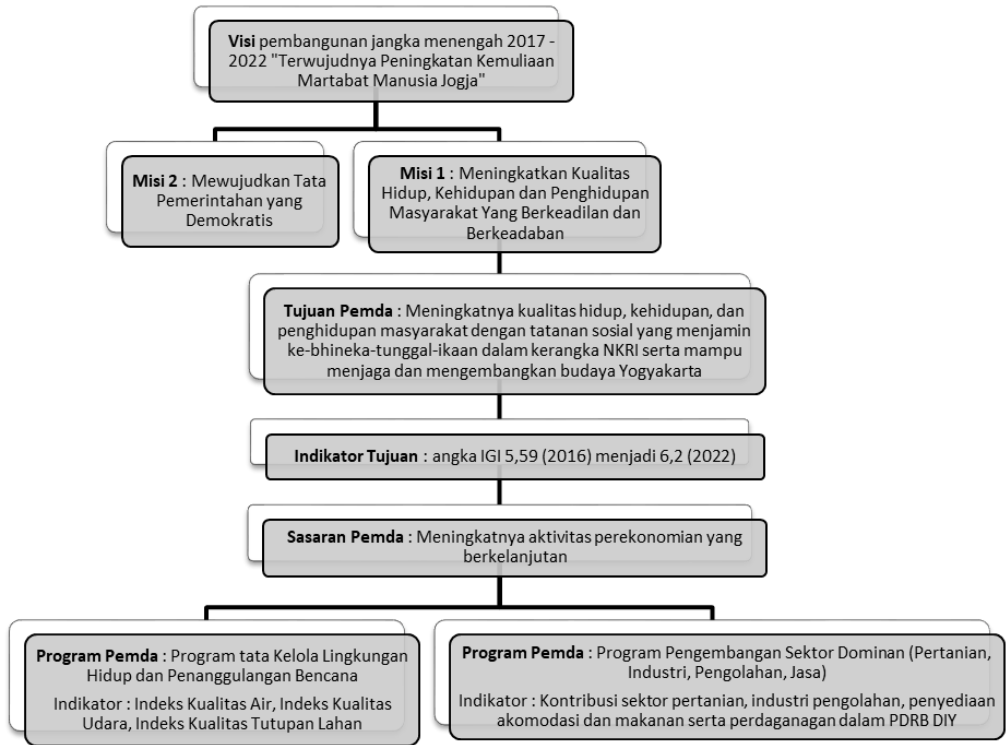 Visi pembangunan jangka menengah 2017 -
2022 "Terwujudnya Peningkatan Kemuliaan
Martabat Manusia Jogja"
Misi 2 : Mewujudkan Tata
Pemerintahan yang
Demokratis
Misi 1 : Meningkatkan Kualitas
Hidup, Kehidupan dan Penghidupan
Masyarakat Yang Berkeadilan dan
Berkeadaban
Tujuan Pemda : Meningkatnya kualitas hidup, kehidupan, dan
penghidupan masyarakat dengan tatanan sosial yang menjamin
ke-bhineka-tunggal-ikaan dalam kerangka NKRI serta mampu
menjaga dan mengembangkan budaya Yogyakarta
Indikator Tujuan : angka IGI 5,59 (2016) menjadi 6,2 (2022)
Sasaran Pemda : Meningkatnya aktivitas perekonomian yang
berkelanjutan
Program Pemda : Program tata Kelola Lingkungan
Hidup dan Penanggulangan Bencana
Indikator : Indeks Kualitas Air, Indeks Kualitas
Udara, Indeks Kualitas Tutupan Lahan
Program Pemda : Program Pengembangan Sektor Dominan (Pertanian,
Industri, Pengolahan, Jasa)
Indikator : Kontribusi sektor pertanian, industri pengolahan, penyediaan
akomodasi dan makanan serta perdaganagan dalam PDRB DIY